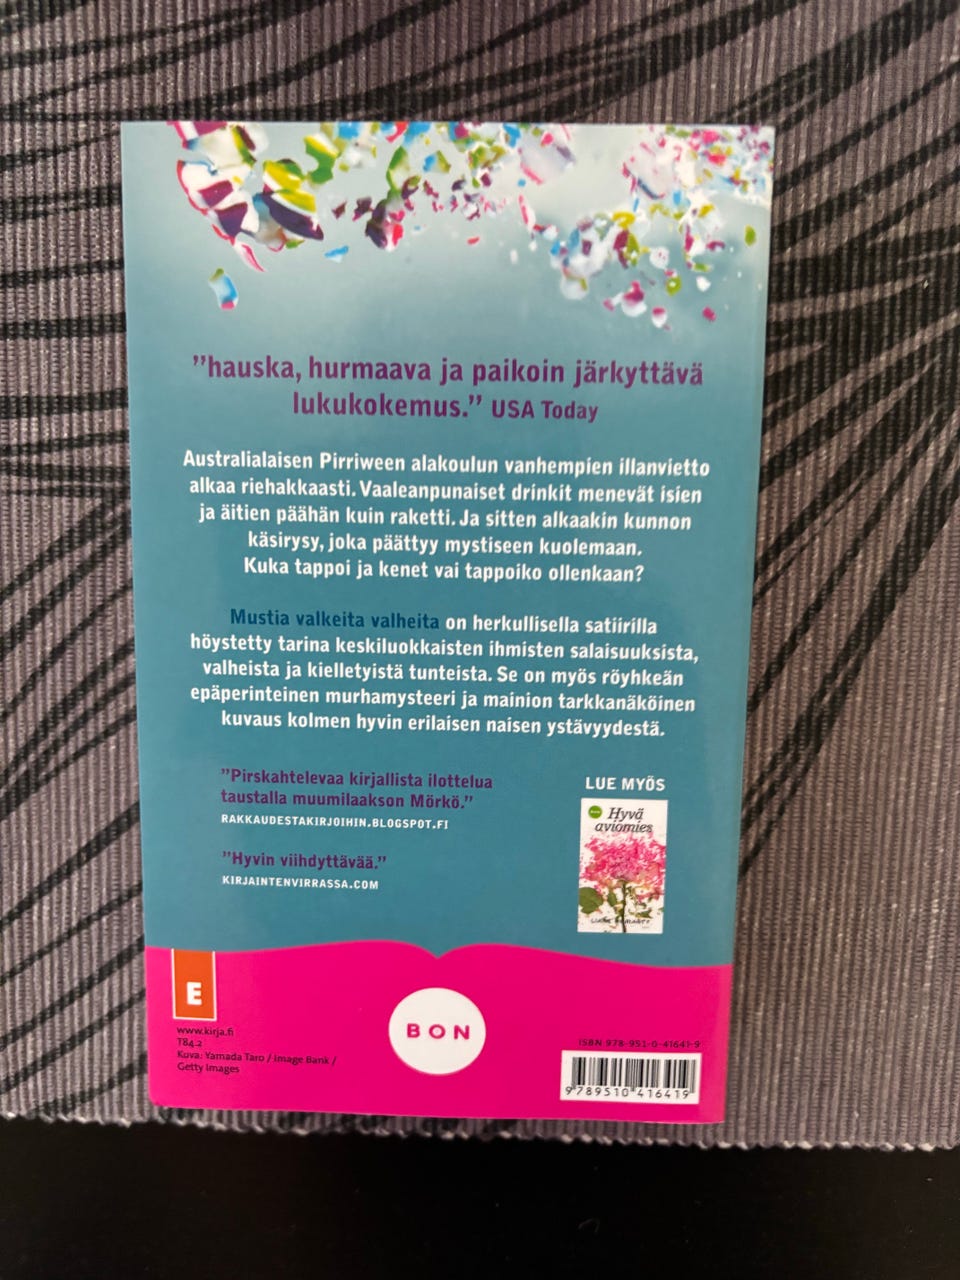 ”hauska, hurmaava ja paikoin järkyttävä
lukukokemus.” USA Today
Australialaisen Pirriween alakoulun vanhempien illanvietto
alkaa riehakkaasti. Vaaleanpunaiset drinkit menevät isien
ja äitien päähän kuin raketti. Ja sitten alkaakin kunnon
käsirysy, joka päättyy mystiseen kuolemaan.
Kuka tappoi ja kenet vai tappoiko ollenkaan?
Mustia valkeita valheita on herkullisella satiirilla
höystetty tarina keskiluokkaisten ihmisten salaisuuksista,
valheista ja kielletyistä tunteista. Se on myös röyhkeän
epäperinteinen murhamysteeri ja mainion tarkkanäköinen
kuvaus kolmen hyvin erilaisen naisen ystävyydestä.
”Pirskahtelevaa kirjallista ilottelua
taustalla muumilaakson Mörkö.”
RAKKAUDESTAKIRJOIHIN.BLOGSPOT.FI
”Hyvin viihdyttävää.”
KIRJAINTENVIRRASSA.COM
LUE MYÖS
Hyvä
aviomies
E
www.kirja.fi
T84.2
Kuva: Yamada Taro / Image Bank /
Getty Images
BON
ISBN 978-951-0-41641-9
9 789510 416419